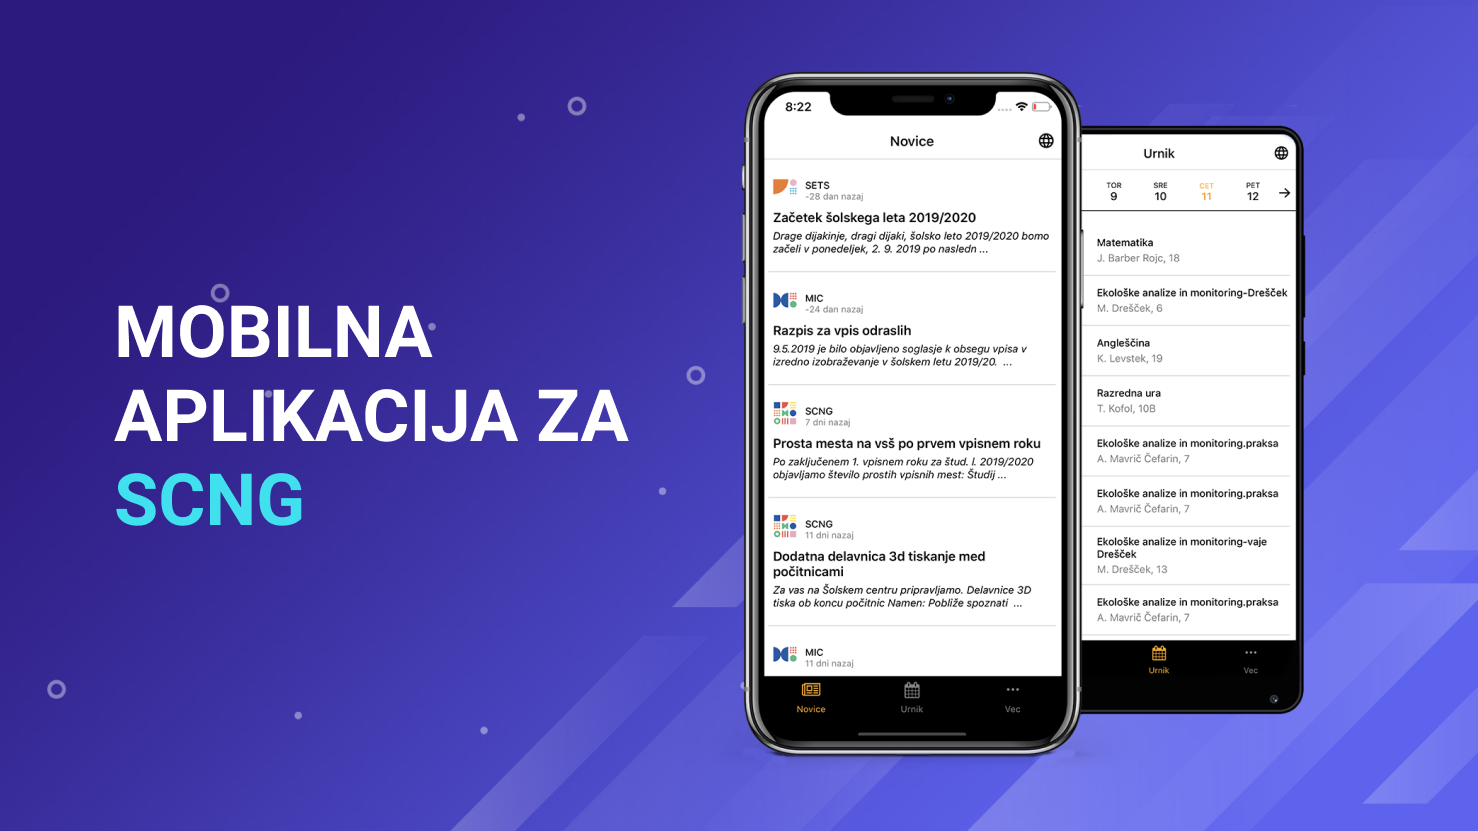 MOBILNA
APLIKACIJA ZA
SCNG
8:22
Novice
SETS
-28 dan nazaj
Začetek šolskega leta 2019/2020
Drage dijakinje, dragi dijaki, šolsko leto 2019/2020 bomo
začeli v ponedeljek, 2. 9. 2019 po nasledn ...
MIC
-24 dan nazaj
Razpis za vpis odraslih
9.5.2019 je bilo objavljeno soglasje k obsegu vpisa v
izredno izobraževanje v šolskem letu 2019/20. ...
SCNG
7 dni nazaj
Prosta mesta na vsš po prvem vpisnem roku
Po zaključenem 1. vpisnem roku za štud. l. 2019/2020
objavljamo število prostih vpisnih mest: Študij ...
SCNG
11 dni nazaj
Dodatna delavnica 3d tiskanje med
počitnicami
Za vas na Šolskem centru pripravljamo. Delavnice 3D
tiska ob koncu počitnic Namen: Pobliže spoznati ...
MIC
11 dni nazaj
Novice
Urnik
Vec
Urnik
TOR
SRE
CET
PET
9
10
11
12
Matematika
J. Barber Rojc, 18
Ekološke analize in monitoring-Drešček
M. Drešček, 6
Angleščina
K. Levstek, 19
Razredna ura
T. Kofol, 10B
Ekološke analize in monitoring.praksa
A. Mavrič Čefarin, 7
Ekološke analize in monitoring.praksa
A. Mavrič Čefarin, 7
Ekološke analize in monitoring-vaje
Drešček
M. Drešček, 13
Ekološke analize in monitoring.praksa
A. Mavrič Čefarin, 7
Urnik
Vec